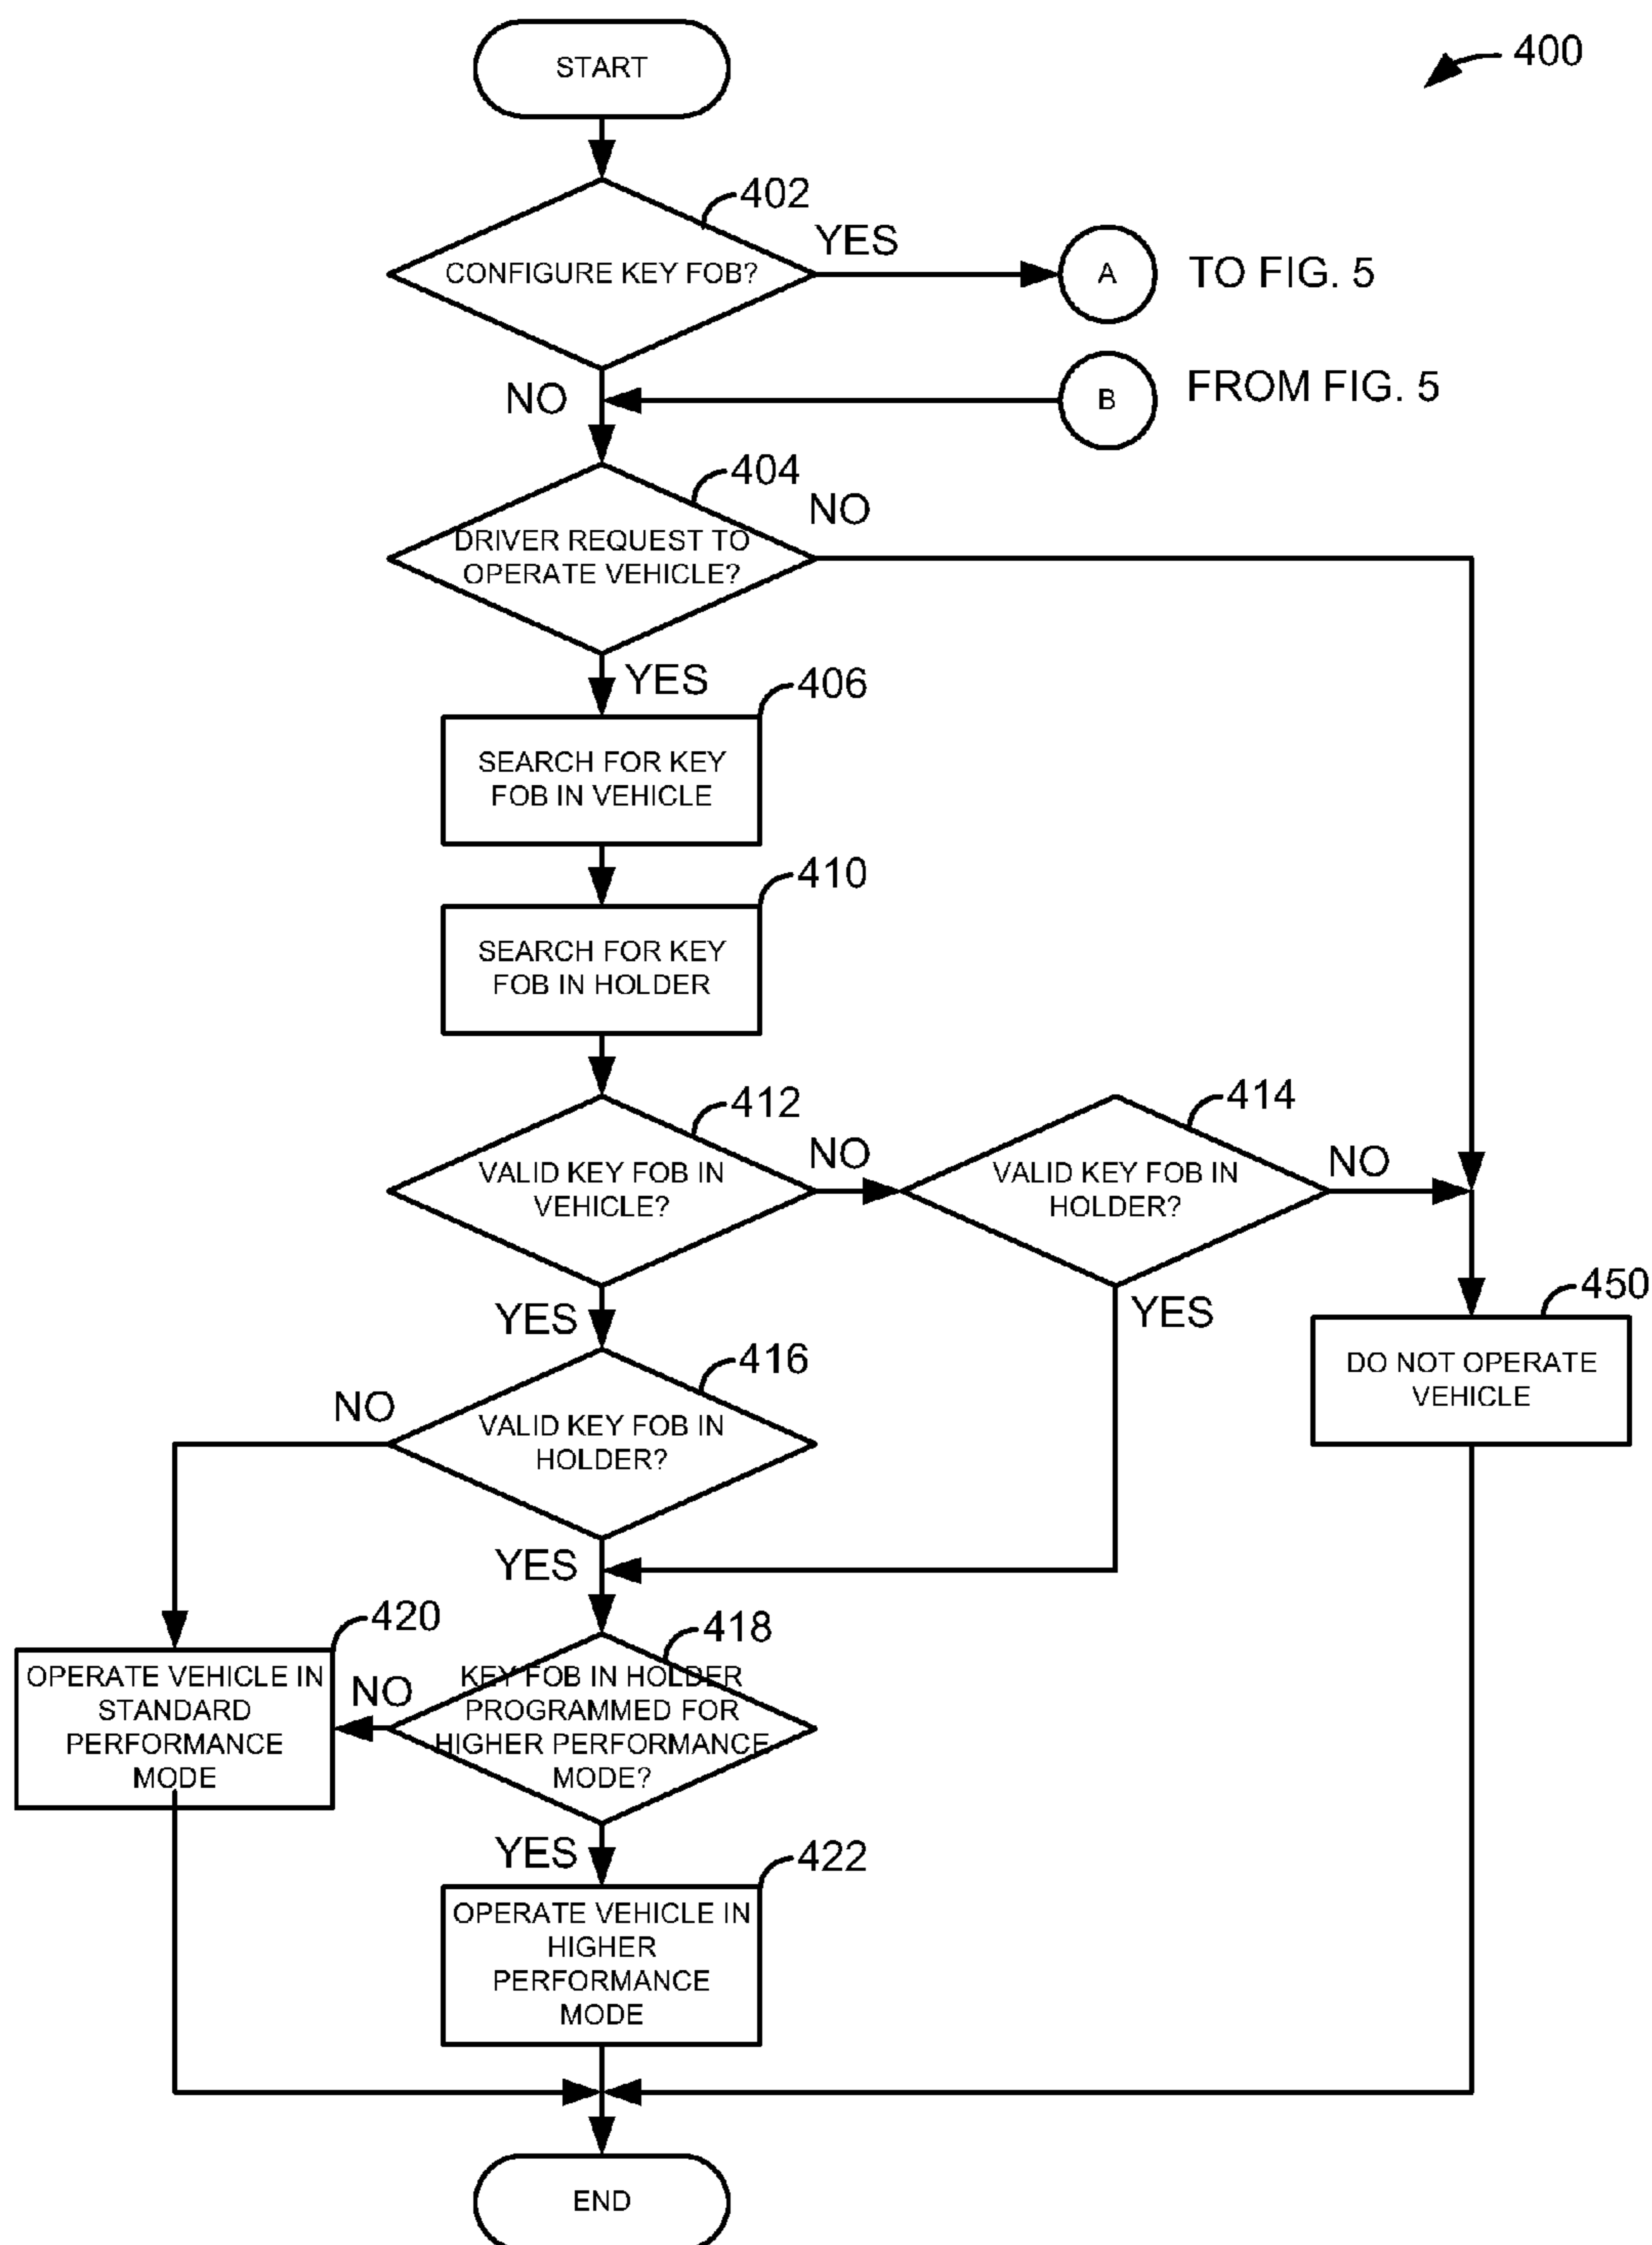 START
400
402
CONFIGURE KEY FOB?
YES
A
TO FIG. 5
NO
B
FROM FIG. 5
404
DRIVER REQUEST TO
OPERATE VEHICLE?
NO
YES
406
SEARCH FOR KEY
FOB IN VEHICLE
410
SEARCH FOR KEY
FOB IN HOLDER
412
VALID KEY FOB IN
VEHICLE?
NO
414
VALID KEY FOB IN
HOLDER?
NO
YES
YES
450
DO NOT OPERATE
VEHICLE
416
VALID KEY FOB IN
HOLDER?
NO
YES
420
OPERATE VEHICLE IN
STANDARD
PERFORMANCE
MODE
NO
418
KEY FOB IN HOLDER
PROGRAMMED FOR
HIGHER PERFORMANCE
MODE?
YES
422
OPERATE VEHICLE IN
HIGHER
PERFORMANCE
MODE
END